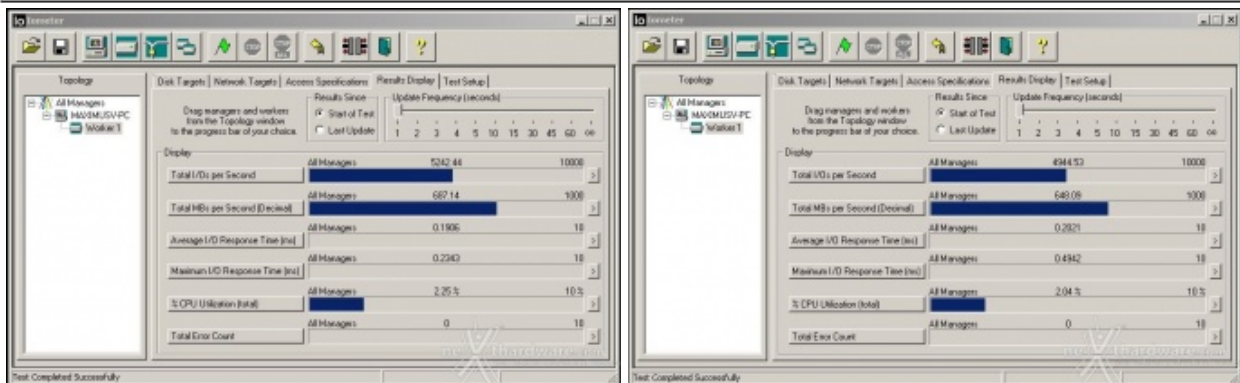 Iometer
Topology
All Managers
MAXIMUSV-PC
Worker 1
Disk Targets | Network Targets | Access Specifications | Results Display | Test Setup
Drag managers and workers
from the Topology window
to the progress bar of your choice.
Results Since
Start of Test
Last Update
Update Frequency (seconds)
1 2 3 4 5 10 15 30 45 60 oo
Display
All Managers 5242.44 10000
Total I/Os per Second
All Managers 687.14 1000
Total MBs per Second (Decimal)
All Managers 0.1906 10
Average I/O Response Time (ms)
All Managers 0.2343 10
Maximum I/O Response Time (ms)
All Managers 2.25 % 10 %
% CPU Utilization (total)
All Managers 0 10
Total Error Count
Test Completed Successfully
Iometer
Topology
All Managers
MAXIMUSV-PC
Worker 1
Disk Targets | Network Targets | Access Specifications | Results Display | Test Setup
Drag managers and workers
from the Topology window
to the progress bar of your choice.
Results Since
Start of Test
Last Update
Update Frequency (seconds)
1 2 3 4 5 10 15 30 45 60 oo
Display
All Managers 4944.53 10000
Total I/Os per Second
All Managers 648.09 1000
Total MBs per Second (Decimal)
All Managers 0.2021 10
Average I/O Response Time (ms)
All Managers 0.4942 10
Maximum I/O Response Time (ms)
All Managers 2.04 % 10 %
% CPU Utilization (total)
All Managers 0 10
Total Error Count
Test Completed Successfully